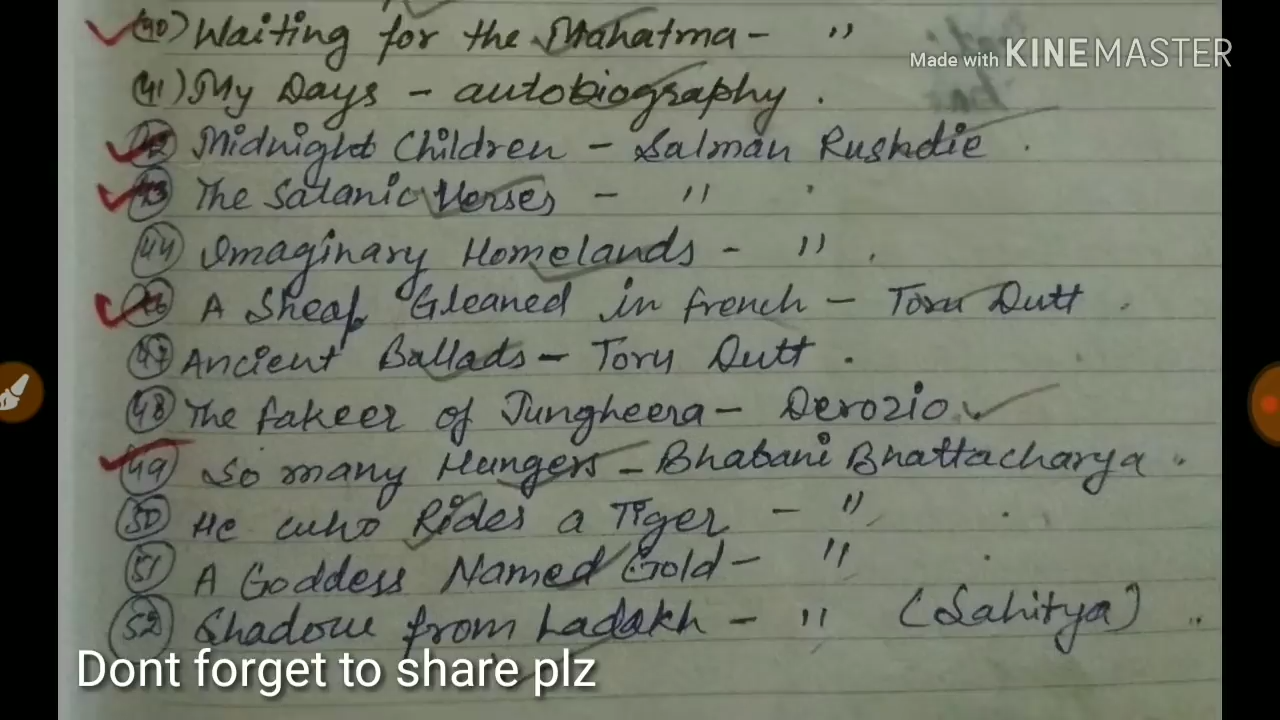 40) Waiting for the Mahatma - "
Made with KINEMASTER
41) My Days - autobiography.
42 Midnight Children - Salman Rushdie.
43 The Satanic Verses - "
44 Imaginary Homelands - ".
46 A Sheaf Gleaned in french - Toru Dutt.
47 Ancient Ballads - Toru Dutt.
48 The fakeer of Jungheera - Derozio
49 So many Hungers - Bhabani Bhattacharya.
50 He who Rides a Tiger - "
51 A Goddess Named Gold - "
52 Shadow from Ladakh - " (Sahitya)
Dont forget to share plz